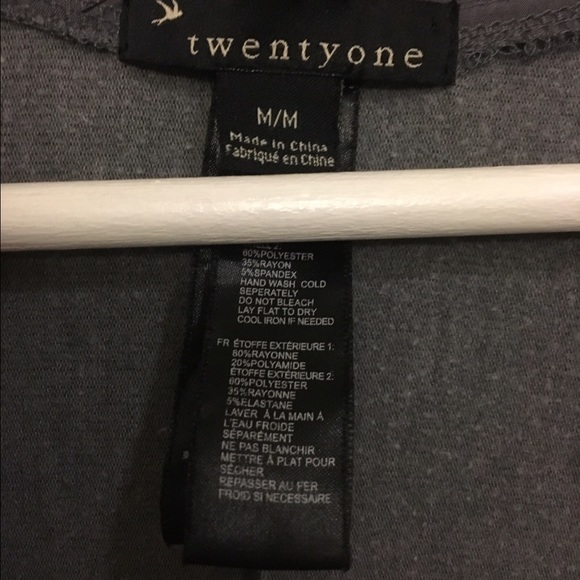 twentyone
M/M
Made in China
Fabriqué en Chine
60%POLYESTER
35%RAYON
5%SPANDEX
HAND WASH COLD
SEPERATELY
DO NOT BLEACH
LAY FLAT TO DRY
COOL IRON IF NEEDED
FR ÉTOFFE EXTÉRIEURE 1:
80%RAYONNE
20%POLYAMIDE
ÉTOFFE EXTÉRIEURE 2:
60%POLYESTER
35%RAYONNE
5%ELASTANE
LAVER À LA MAIN À
L'EAU FROIDE
SÉPARÉMENT
NE PAS BLANCHIR
METTRE À PLAT POUR
SÉCHER
REPASSER AU FER
FROID SI NECESSAIRE